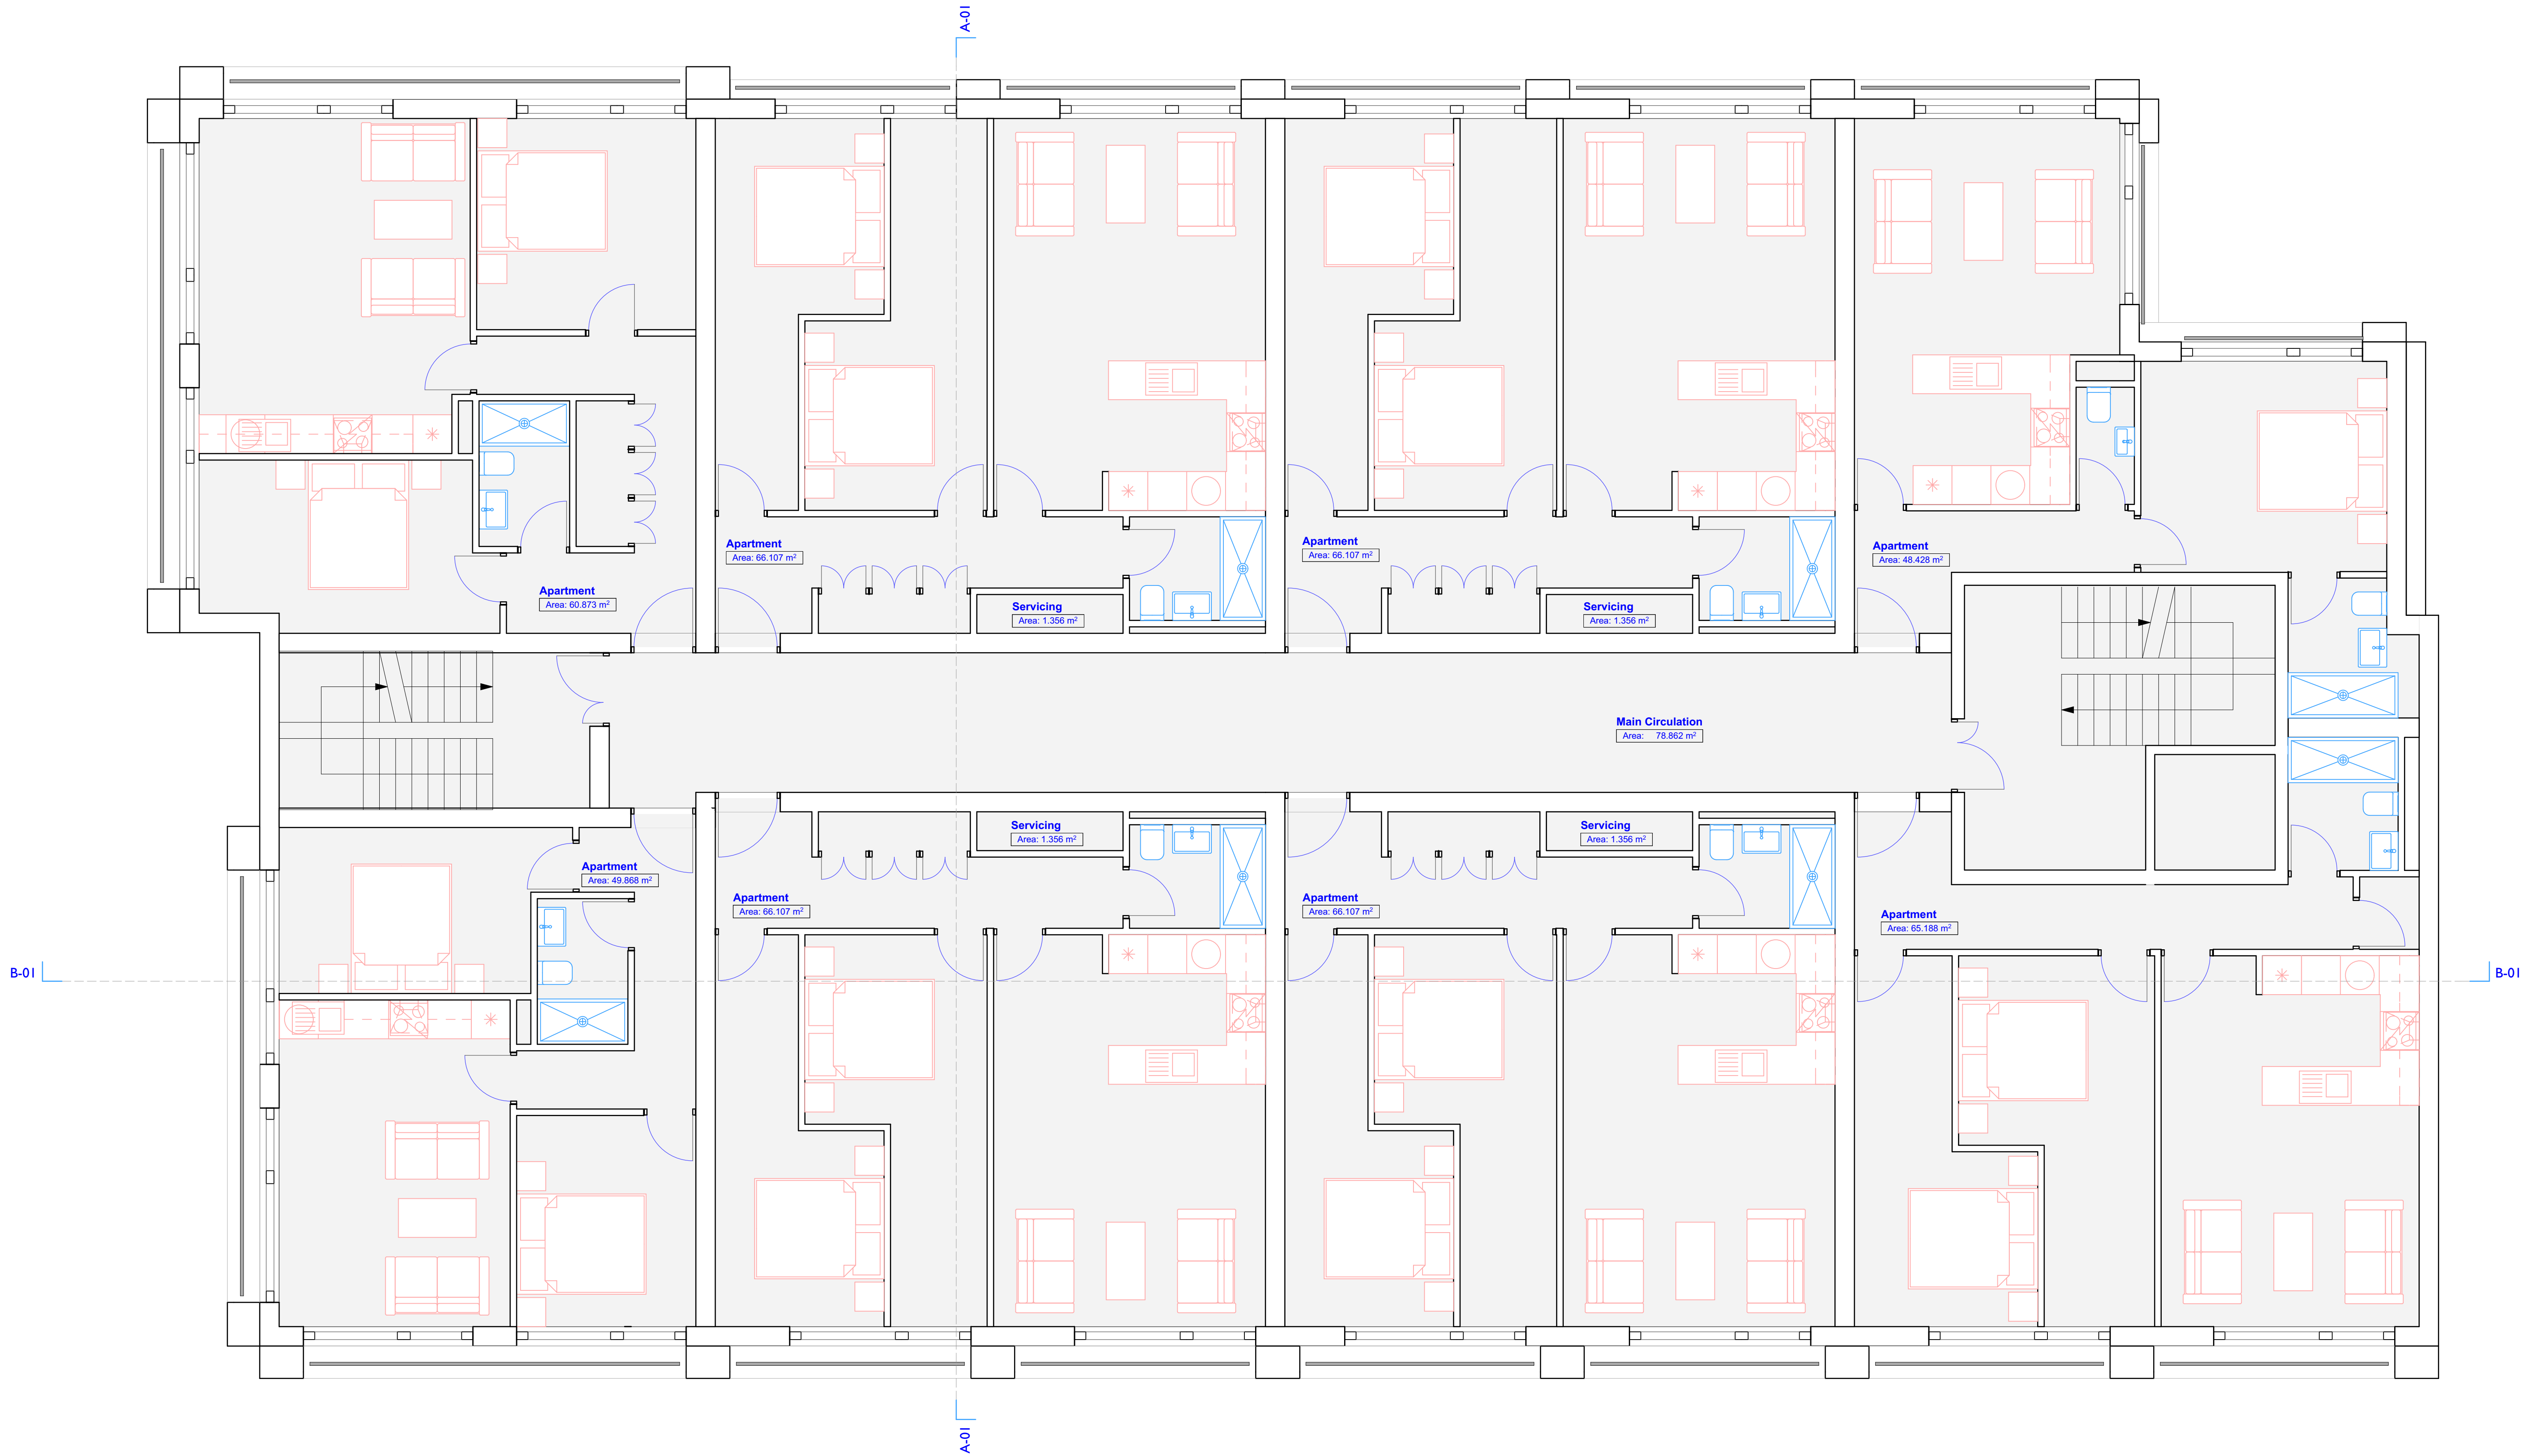 A-01
Apartment
Area: 66.107 m²
Apartment
Area: 66.107 m²
Apartment
Area: 48.428 m²
Apartment
Area: 60.873 m²
Servicing
Area: 1.356 m²
Servicing
Area: 1.356 m²
Main Circulation
Area: 78.862 m²
Servicing
Area: 1.356 m²
Servicing
Area: 1.356 m²
Apartment
Area: 49.868 m²
Apartment
Area: 66.107 m²
Apartment
Area: 66.107 m²
Apartment
Area: 65.188 m²
B-01
B-01
A-01